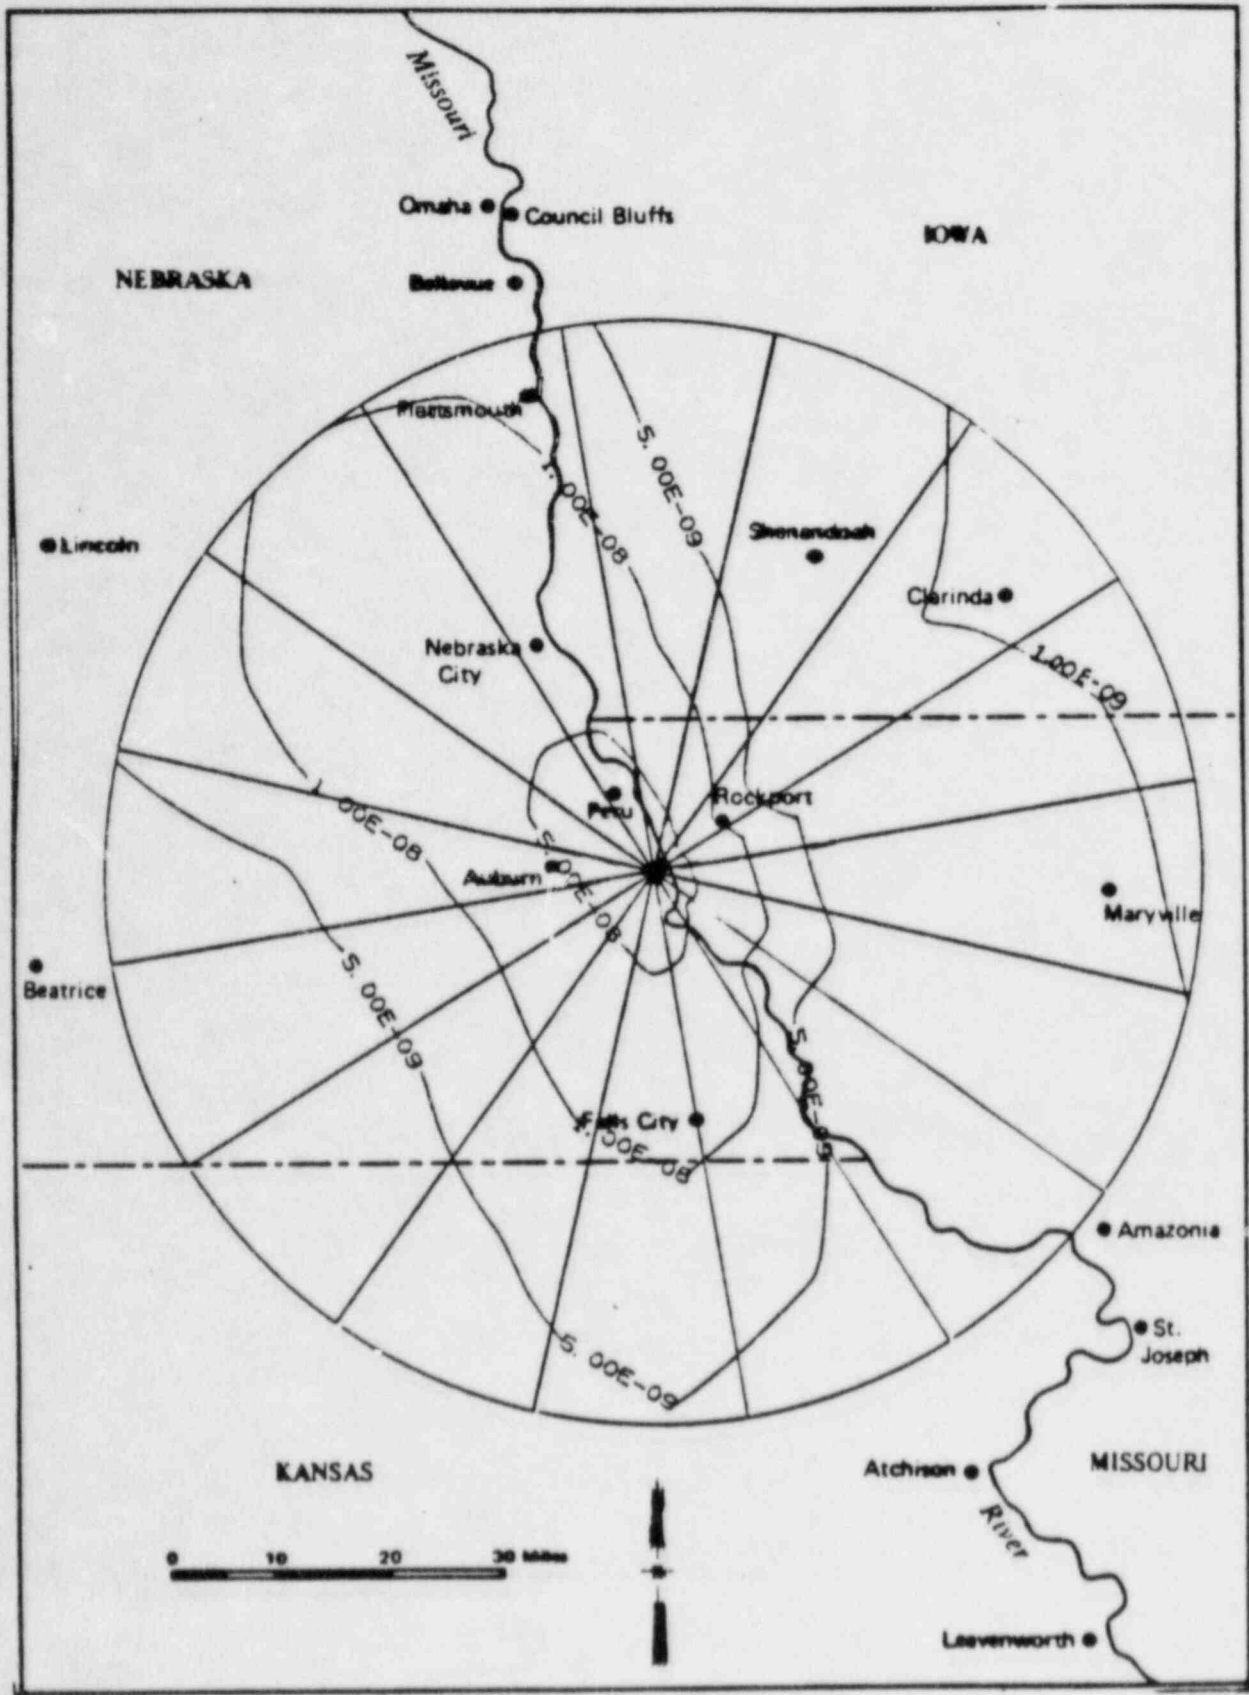 Missouri
Omaha
Council Bluffs
IOWA
NEBRASKA
Bellevue
Plattsmouth
5.00E-09
1.00E-08
Shenandoah
Lincoln
Clarinda
Nebraska
City
1.00E-09
Peru
Rockport
1.00E-08
5.00E-08
Auburn
Maryville
Beatrice
5.00E-09
5.00E-09
Falls City
1.00E-08
Amazonia
St.
Joseph
5.00E-09
KANSAS
Atchison
MISSOURI
River
0 10 20 30 Miles
Leavenworth